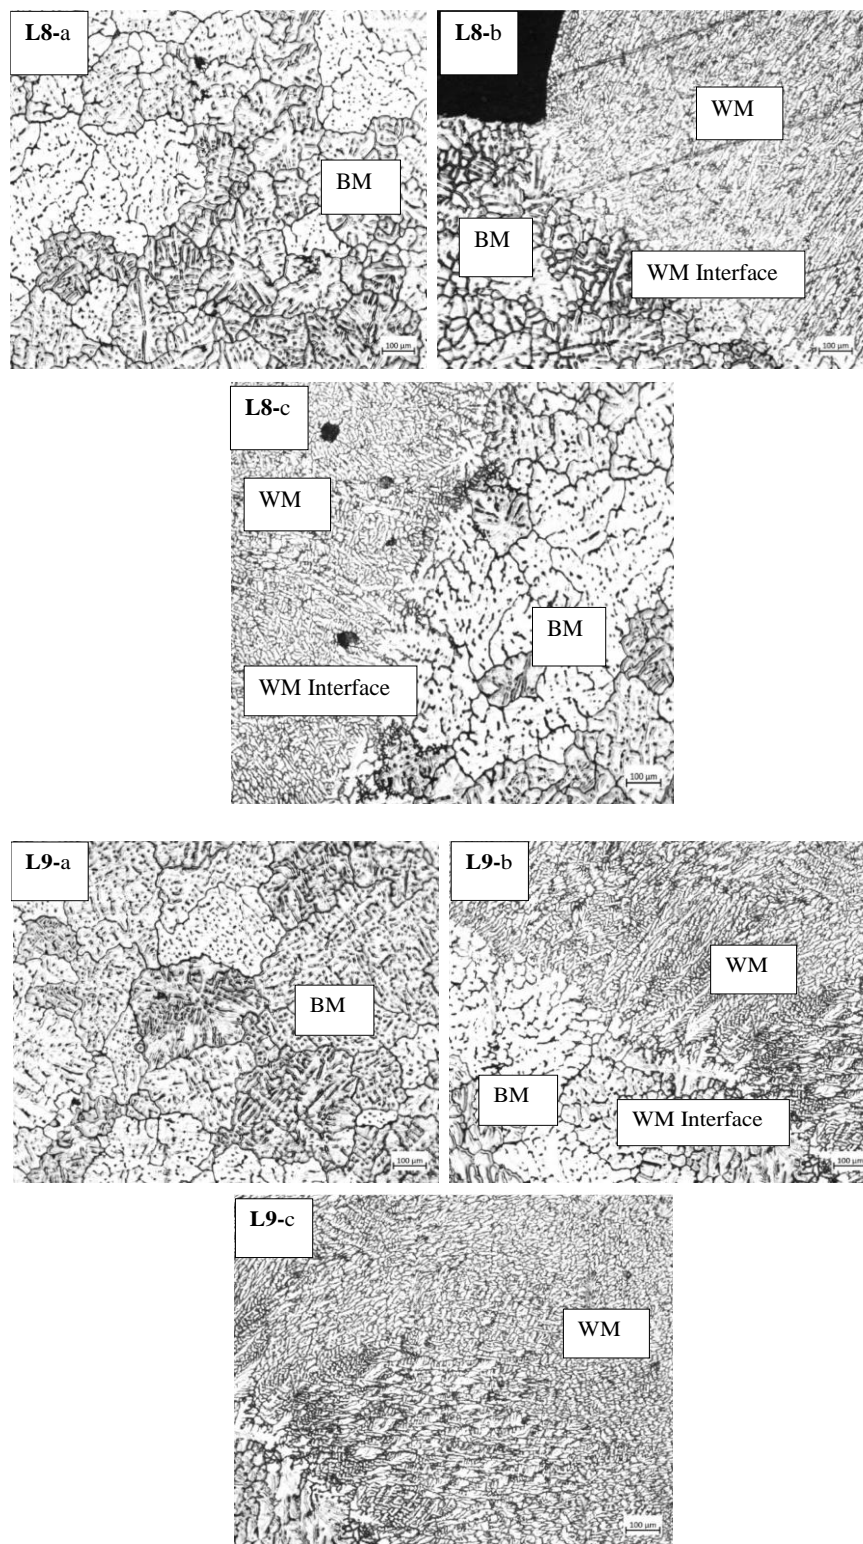 L8-a
BM
100 µm
L8-b
WM
BM
WM Interface
100 µm
L8-c
WM
BM
WM Interface
100 µm
L9-a
BM
100 µm
L9-b
WM
BM
WM Interface
100 µm
L9-c
WM
100 µm